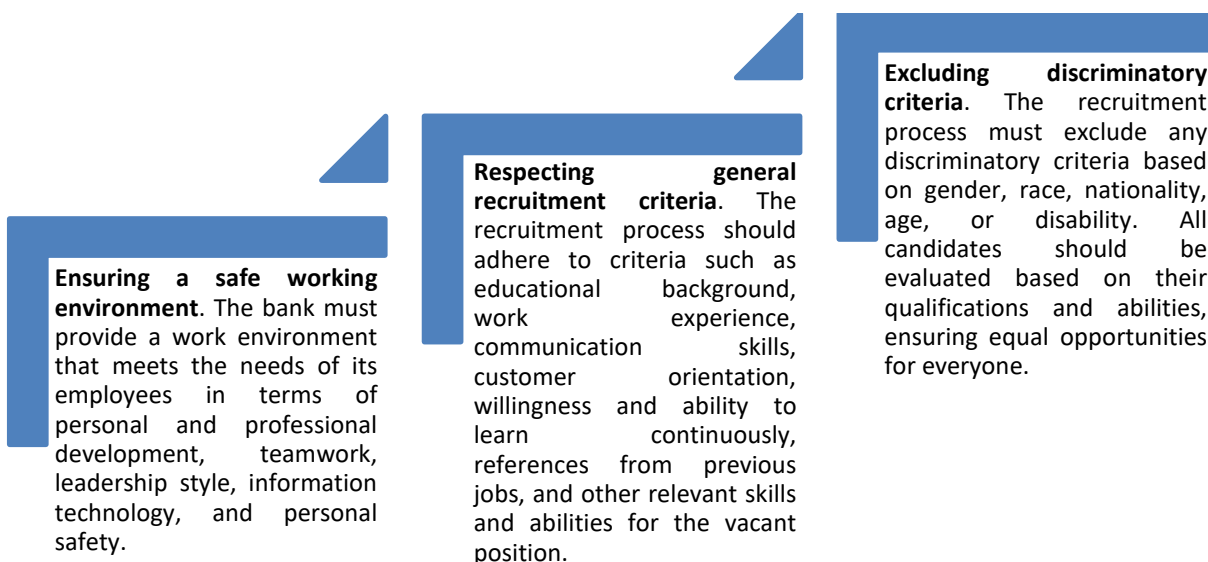 Ensuring a safe working
environment. The bank must
provide a work environment
that meets the needs of its
employees in terms of
personal and professional
development, teamwork,
leadership style, information
technology, and personal
safety.
Respecting general
recruitment criteria. The
recruitment process should
adhere to criteria such as
educational background,
work experience,
communication skills,
customer orientation,
willingness and ability to
learn continuously,
references from previous
jobs, and other relevant skills
and abilities for the vacant
position.
Excluding discriminatory
criteria. The recruitment
process must exclude any
discriminatory criteria based
on gender, race, nationality,
age, or disability. All
candidates should be
evaluated based on their
qualifications and abilities,
ensuring equal opportunities
for everyone.